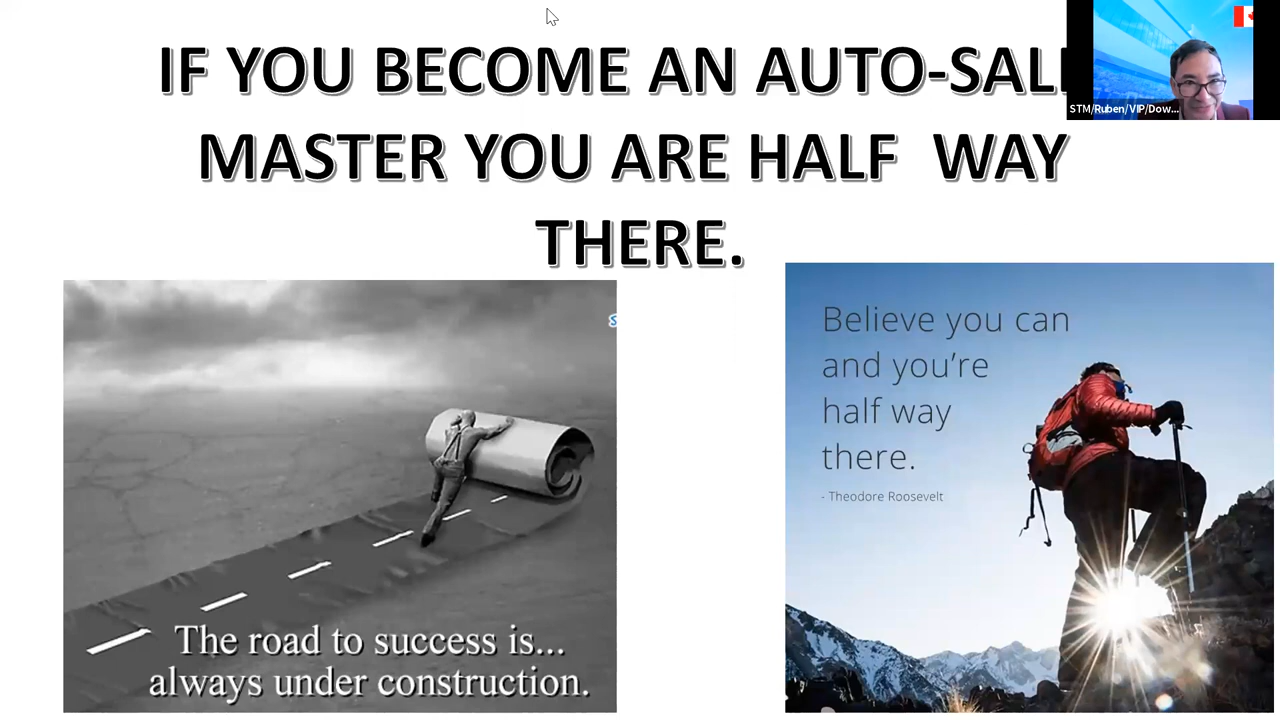 IF YOU BECOME AN AUTO-SAL
MASTER YOU ARE HALF WAY
THERE.
STM/Ruben/VIP/Dow...
Believe you can
and you're
half way
there.
- Theodore Roosevelt
The road to success is...
always under construction.